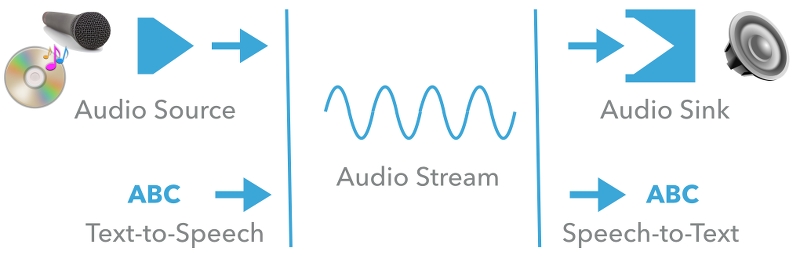 Audio Source
ABC
Text-to-Speech
Audio Stream
Audio Sink
ABC
Speech-to-Text